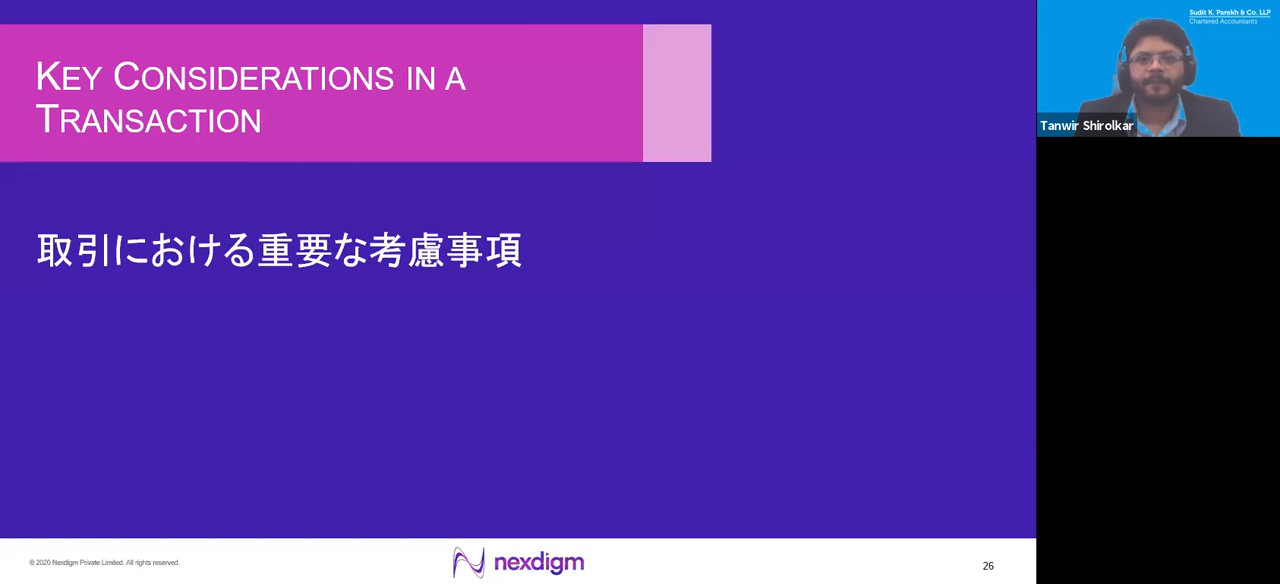 KEY CONSIDERATIONS IN A
TRANSACTION
取引における重要な考慮事項
© 2020 Nexdigm Private Limited. All rights reserved.
nexdigm
26
Sudit K. Parekh & Co. LLP
Chartered Accountants
Tanwir Shirolkar